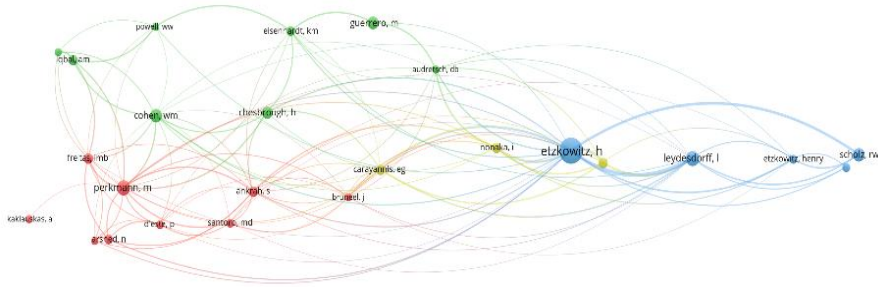 powell, ww
eisenhardt, km
guerrero, m
iqbal, am
audretsch, db
cohen, wm
chesbrough, h
nonaka, i
etzkowitz, h
freitas, imb
carayannis, eg
leydesdorff, l
etzkowitz, henry
scholz, rw
perkmann, m
ankrah, s
bruneel, j
kaklauskas, a
d'este, p
santoro, md
arshed, n